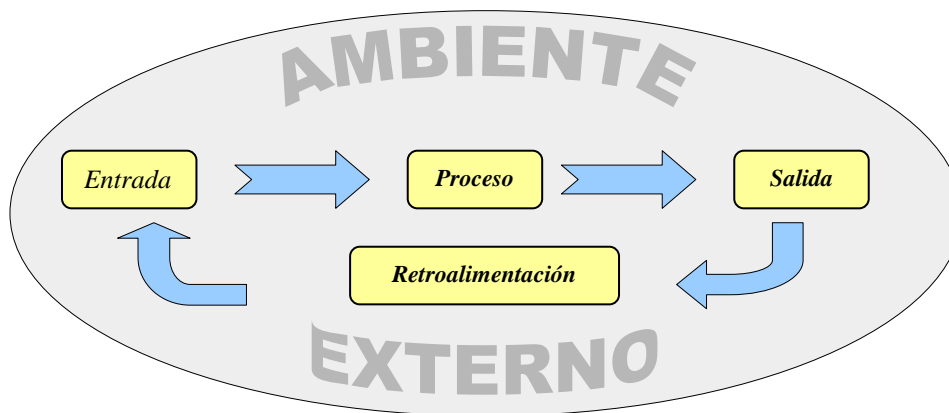 AMBIENTE
Entrada
Proceso
Salida
Retroalimentación
EXTERNO